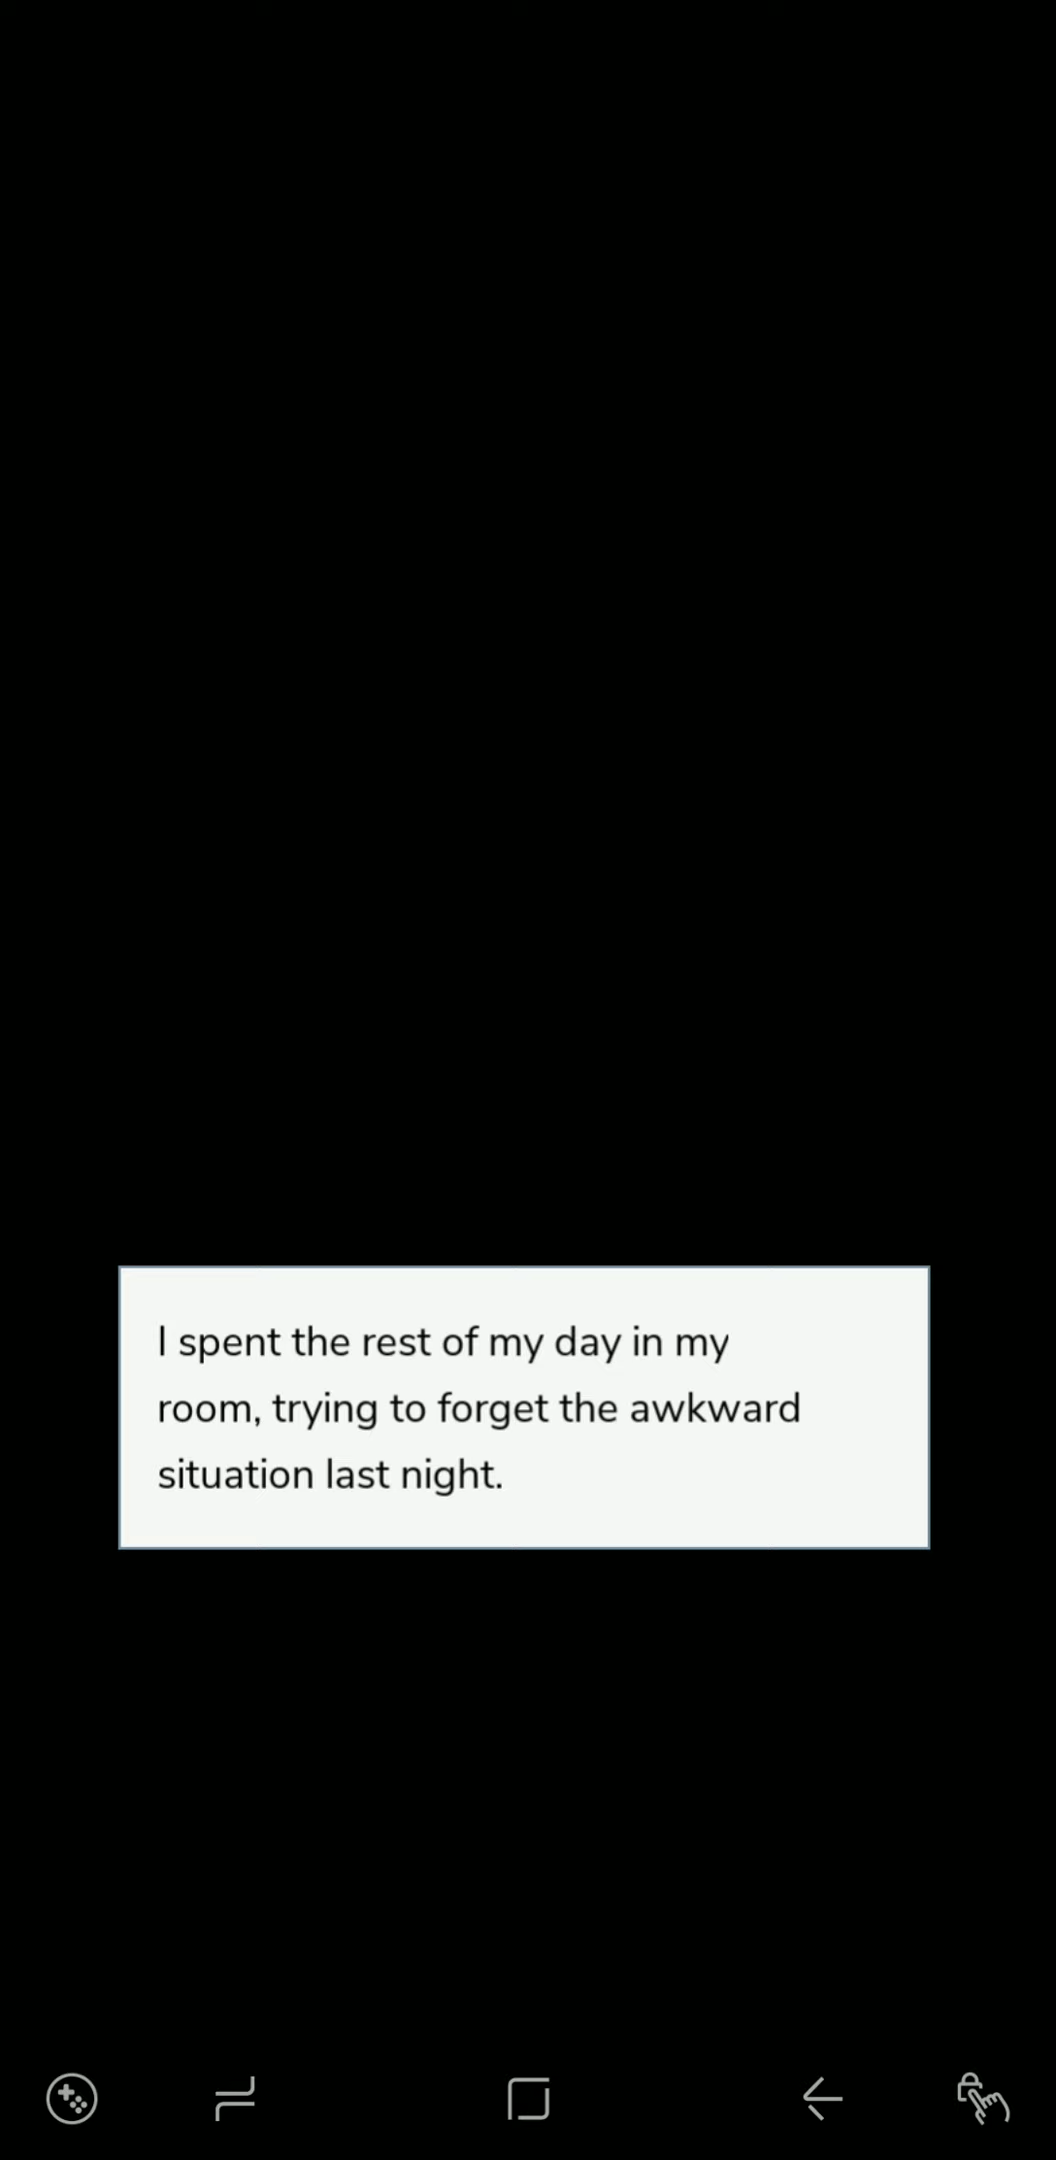 I spent the rest of my day in my
room, trying to forget the awkward
situation last night.